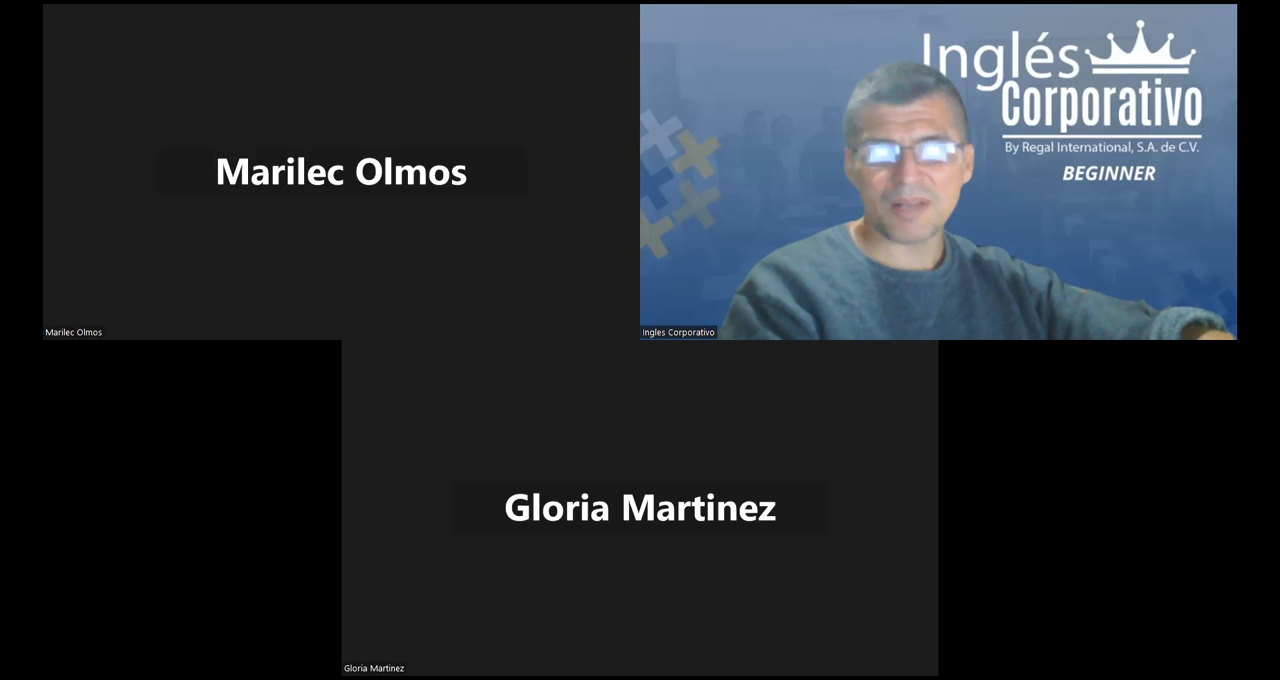 Marilec Olmos
Marilec Olmos
Inglés
Corporativo
By Regal International, S.A. de C.V.
BEGINNER
Ingles Corporativo
Gloria Martinez
Gloria Martinez